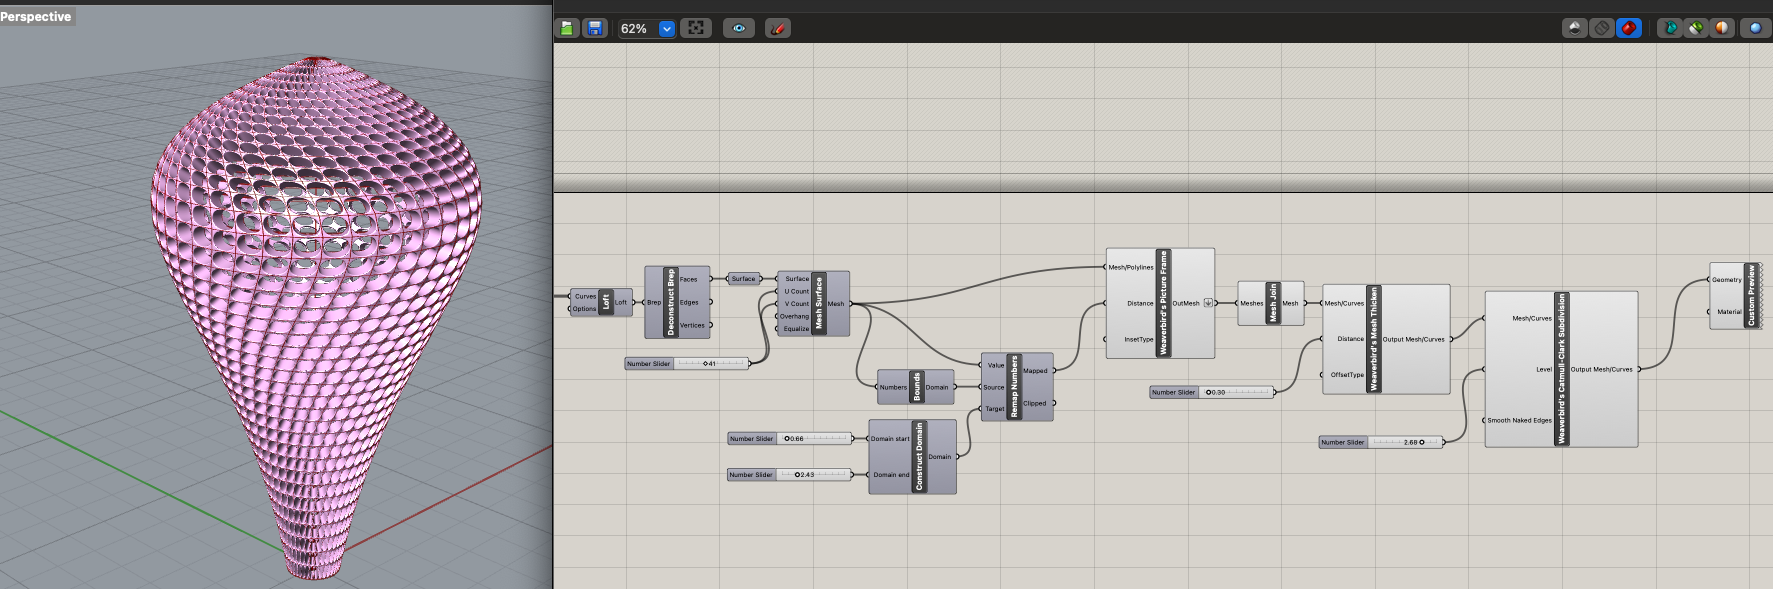 Perspective
62%
Curves
Options
Loft
Loft
Brep
Deconstruct Brep
Faces
Edges
Vertices
Surface
Surface
U Count
V Count
Overhang
Equalize
Mesh Surface
Mesh
Number Slider
41
Numbers
Bounds
Domain
Number Slider
0.66
Number Slider
2.43
Domain start
Domain end
Construct Domain
Domain
Value
Source
Target
Remap Numbers
Mapped
Clipped
Mesh/Polylines
Distance
InsetType
Weaverbird's Picture Frame
OutMesh
Meshes
Mesh Join
Mesh
Number Slider
0.30
Mesh/Curves
Distance
OffsetType
Weaverbird's Mesh Thicken
Output Mesh/Curves
Number Slider
2.68
Mesh/Curves
Level
Smooth Naked Edges
Weaverbird's Catmull-Clark Subdivision
Output Mesh/Curves
Geometry
Material
Custom Preview